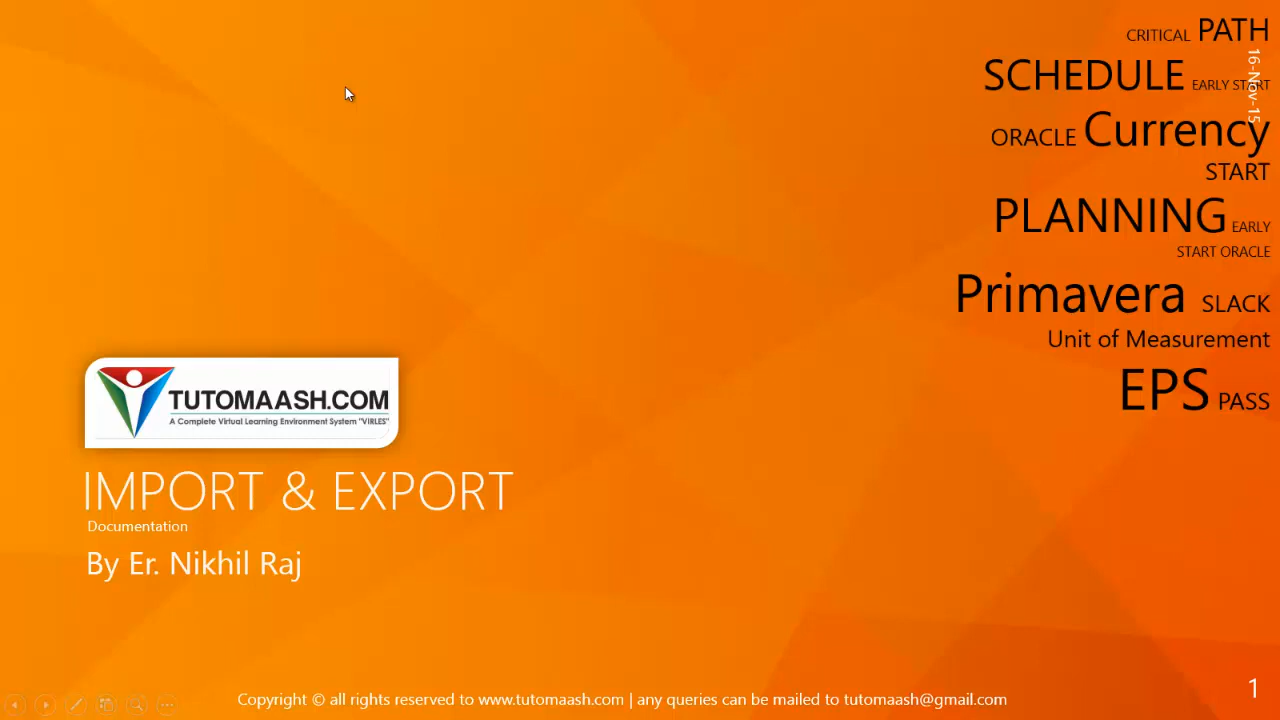 CRITICAL PATH
SCHEDULE EARLY START
16-Nov-15
ORACLE Currency
START
PLANNING EARLY
START ORACLE
Primavera SLACK
Unit of Measurement
EPS PASS
TUTOMAASH.COM
A Complete Virtual Learning Environment System "VIRLES"
IMPORT & EXPORT
Documentation
By Er. Nikhil Raj
Copyright © all rights reserved to www.tutomaash.com | any queries can be mailed to tutomaash@gmail.com
1